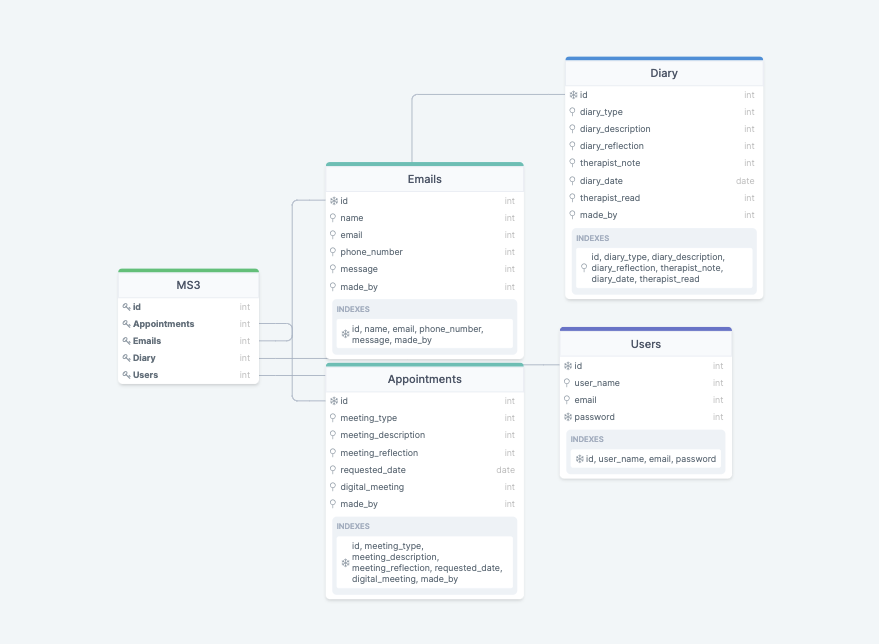 Diary
id int
diary_type int
diary_description int
diary_reflection int
therapist_note int
diary_date date
therapist_read int
made_by int
INDEXES
id, diary_type, diary_description,
diary_reflection, therapist_note,
diary_date, therapist_read
Emails
id int
name int
email int
phone_number int
message int
made_by int
INDEXES
id, name, email, phone_number,
message, made_by
MS3
id int
Appointments int
Emails int
Diary int
Users int
Users
id int
user_name int
email int
password int
INDEXES
id, user_name, email, password
Appointments
id int
meeting_type int
meeting_description int
meeting_reflection int
requested_date date
digital_meeting int
made_by int
INDEXES
id, meeting_type,
meeting_description,
meeting_reflection, requested_date,
digital_meeting, made_by